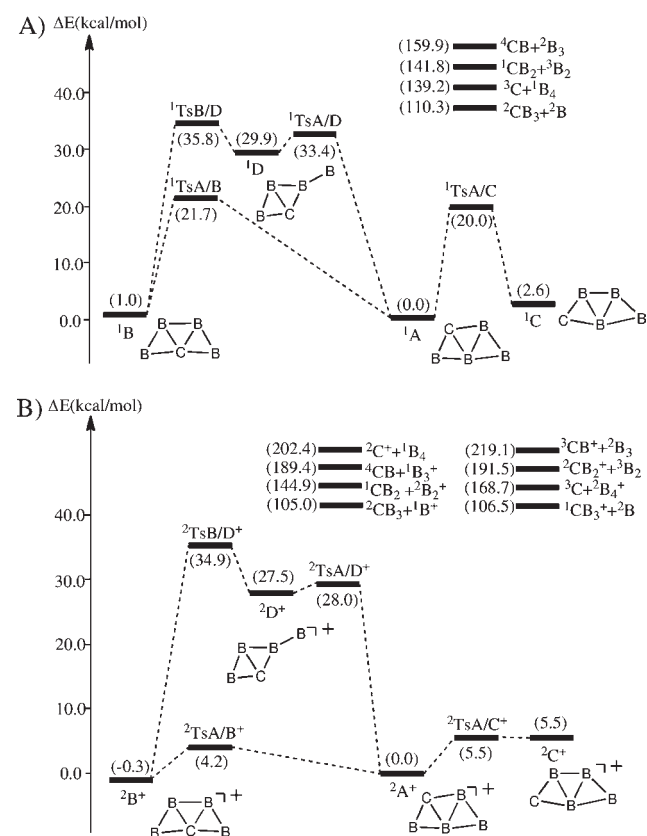 A)
ΔE(kcal/mol)
(159.9) ⁴CB+²B₃
(141.8) ¹CB₂+³B₂
(139.2) ³C+¹B₄
(110.3) ²CB₃+²B
40.0
30.0
20.0
10.0
0.0
¹TsB/D
(35.8)
(29.9)
¹D
¹TsA/D
(33.4)
B
B B
B C
¹TsA/B
(21.7)
¹TsA/C
(20.0)
(1.0)
¹B
B B
B C B
(0.0)
¹A
C B
B B B
(2.6)
¹C
B B
C B B
B)
ΔE(kcal/mol)
(202.4) ²C⁺+¹B₄
(189.4) ⁴CB+¹B₃⁺
(144.9) ¹CB₂+²B₂⁺
(105.0) ²CB₃+¹B⁺
(219.1) ³CB⁺+²B₃
(191.5) ²CB₂⁺+³B₂
(168.7) ³C+²B₄⁺
(106.5) ¹CB₃⁺+²B
40.0
30.0
20.0
10.0
0.0
²TsB/D⁺
(34.9)
(27.5)
²D⁺
²TsA/D⁺
(28.0)
B +
B B
B C
²TsA/B⁺
(4.2)
²TsA/C⁺
(5.5)
(5.5)
²C⁺
B B +
C B B
(-0.3)
²B⁺
B B +
B C B
(0.0)
²A⁺
C B +
B B B